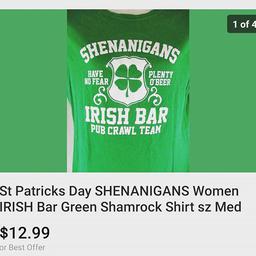 1 of 4
SHENANIGANS
HAVE PLENTY
NO FEAR O'BEER
IRISH BAR
PUB CRAWL TEAM
St Patricks Day SHENANIGANS Women
IRISH Bar Green Shamrock Shirt sz Med
$12.99
or Best Offer